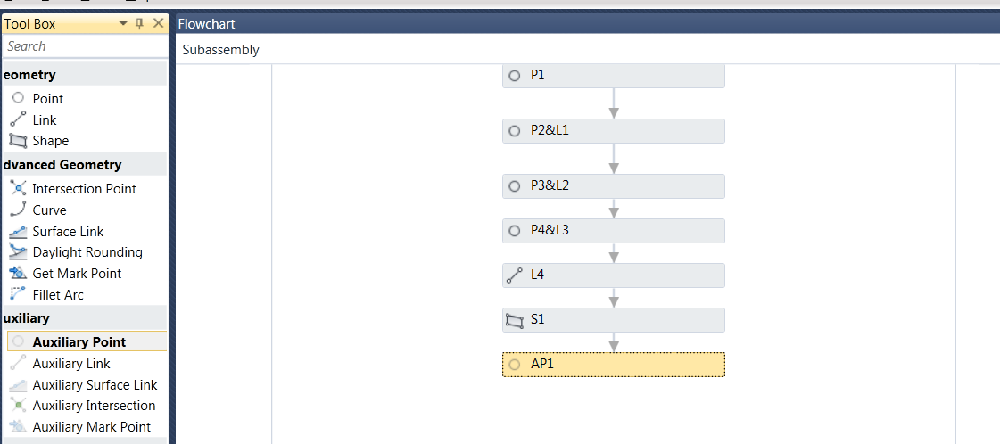 Tool Box
Search
eometry
Point
Link
Shape
dvanced Geometry
Intersection Point
Curve
Surface Link
Daylight Rounding
Get Mark Point
Fillet Arc
uxiliary
Auxiliary Point
Auxiliary Link
Auxiliary Surface Link
Auxiliary Intersection
Auxiliary Mark Point
Flowchart
Subassembly
P1
P2&L1
P3&L2
P4&L3
L4
S1
AP1